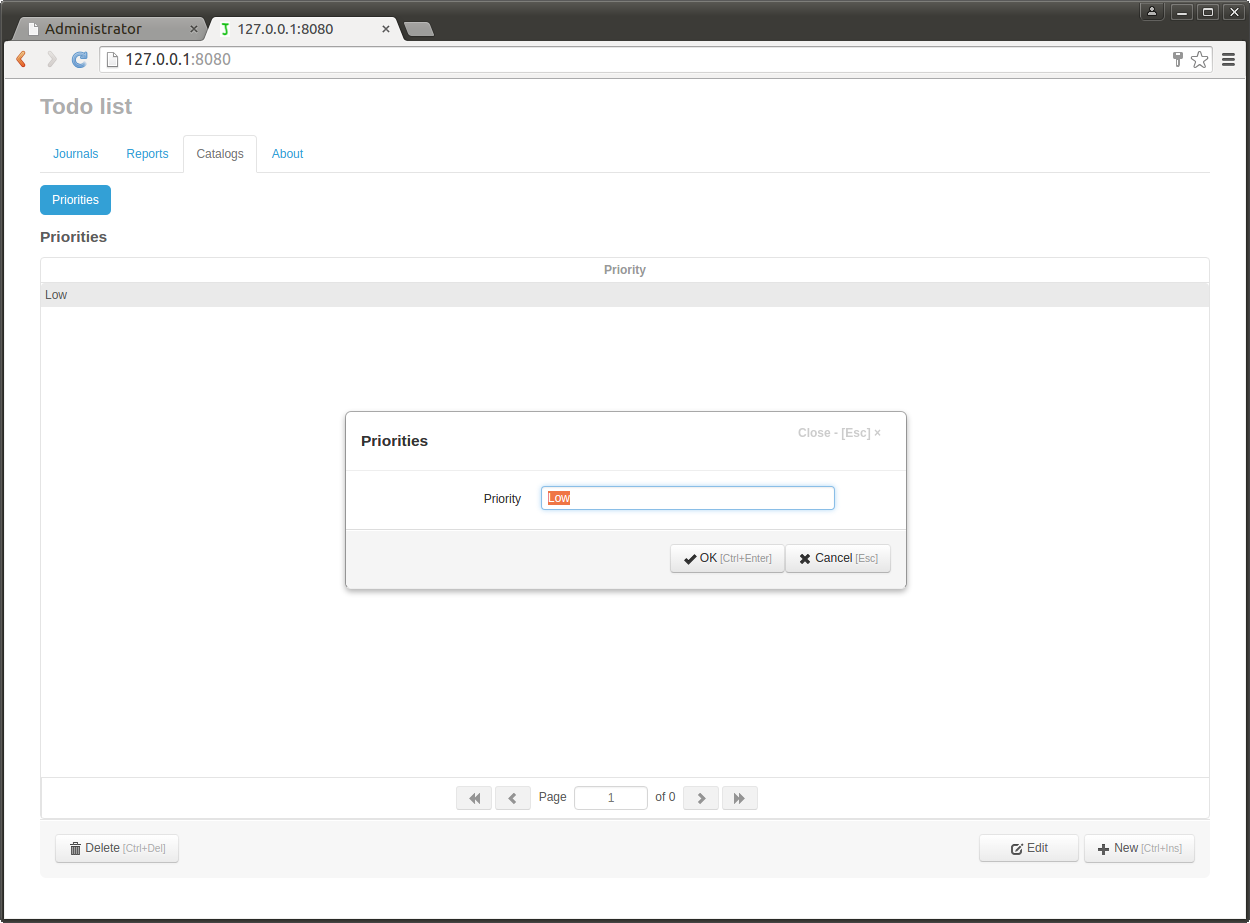 Administrator × 127.0.0.1:8080 ×
127.0.0.1:8080
Todo list
Journals Reports Catalogs About
Priorities
Priorities
Priority
Low
Priorities Close - [Esc] ×
Priority Low
OK [Ctrl+Enter] Cancel [Esc]
Page 1 of 0
Delete [Ctrl+Del] Edit New [Ctrl+Ins]